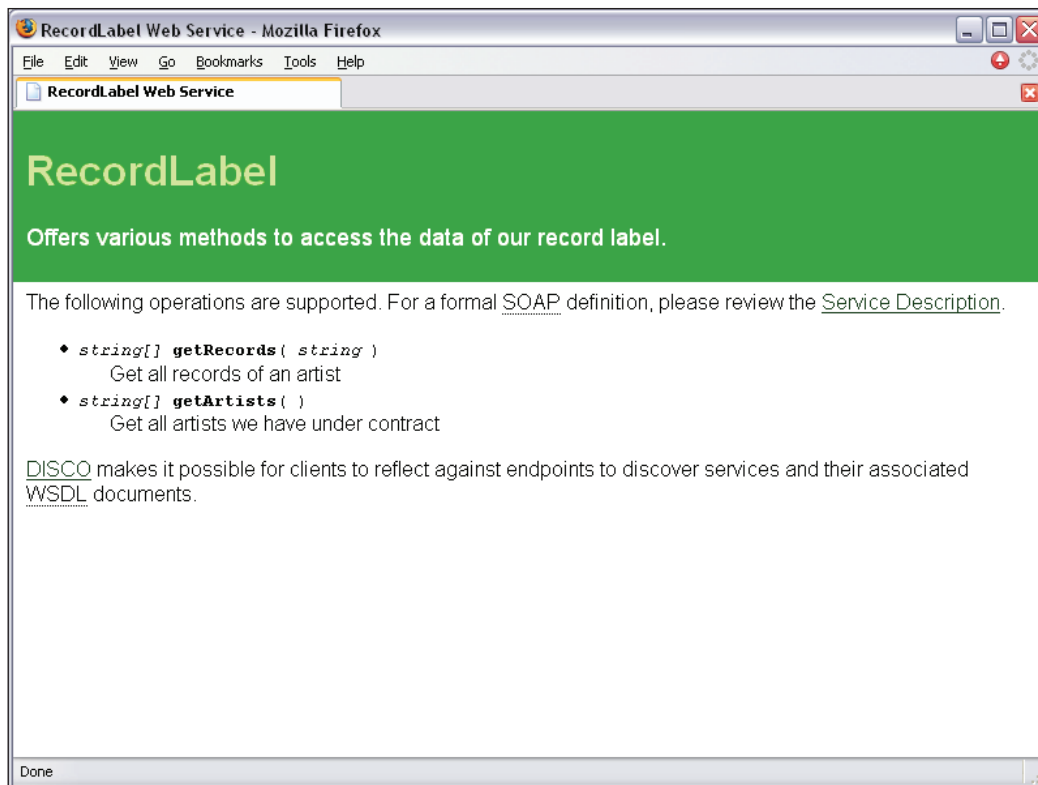 RecordLabel Web Service - Mozilla Firefox
File Edit View Go Bookmarks Tools Help
RecordLabel Web Service
RecordLabel
Offers various methods to access the data of our record label.
The following operations are supported. For a formal SOAP definition, please review the Service Description.
string[] getRecords( string )
Get all records of an artist
string[] getArtists( )
Get all artists we have under contract
DISCO makes it possible for clients to reflect against endpoints to discover services and their associated
WSDL documents.
Done